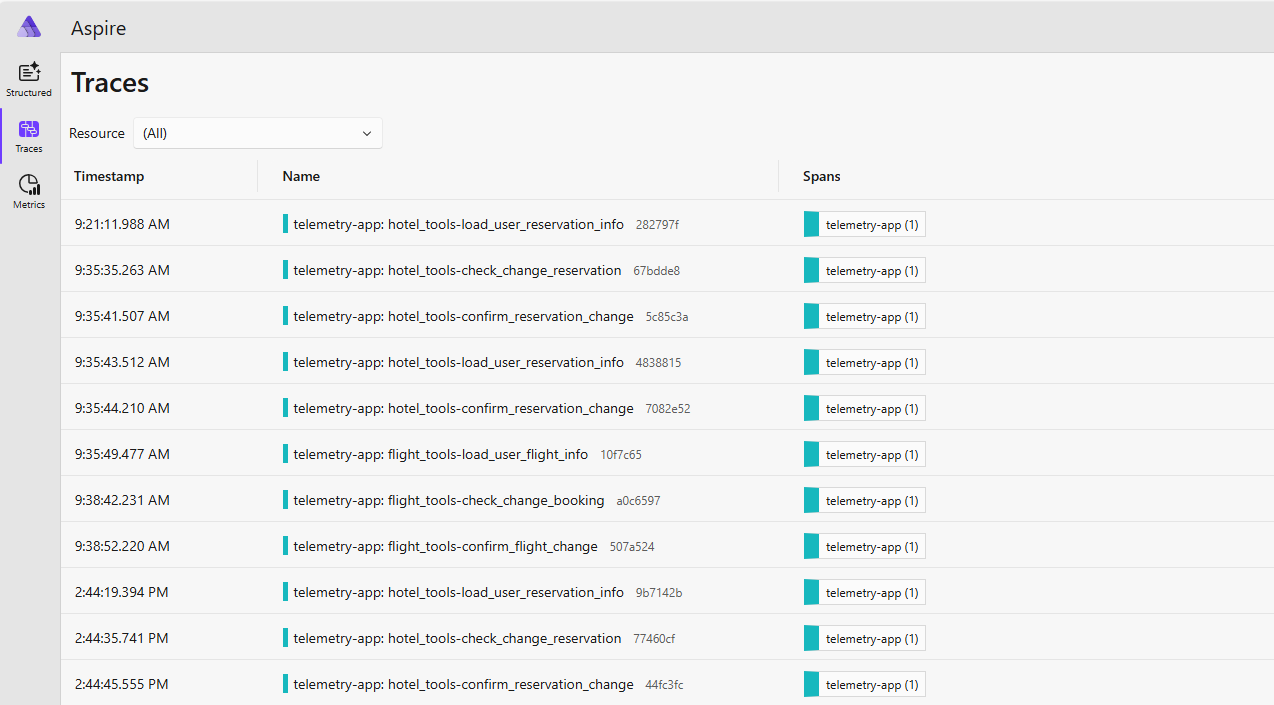 Aspire
Structured
Traces
Metrics
Traces
Resource (All)
Timestamp Name Spans
9:21:11.988 AM telemetry-app: hotel_tools-load_user_reservation_info 282797f telemetry-app (1)
9:35:35.263 AM telemetry-app: hotel_tools-check_change_reservation 67bdde8 telemetry-app (1)
9:35:41.507 AM telemetry-app: hotel_tools-confirm_reservation_change 5c85c3a telemetry-app (1)
9:35:43.512 AM telemetry-app: hotel_tools-load_user_reservation_info 4838815 telemetry-app (1)
9:35:44.210 AM telemetry-app: hotel_tools-confirm_reservation_change 7082e52 telemetry-app (1)
9:35:49.477 AM telemetry-app: flight_tools-load_user_flight_info 10f7c65 telemetry-app (1)
9:38:42.231 AM telemetry-app: flight_tools-check_change_booking a0c6597 telemetry-app (1)
9:38:52.220 AM telemetry-app: flight_tools-confirm_flight_change 507a524 telemetry-app (1)
2:44:19.394 PM telemetry-app: hotel_tools-load_user_reservation_info 9b7142b telemetry-app (1)
2:44:35.741 PM telemetry-app: hotel_tools-check_change_reservation 77460cf telemetry-app (1)
2:44:45.555 PM telemetry-app: hotel_tools-confirm_reservation_change 44fc3fc telemetry-app (1)